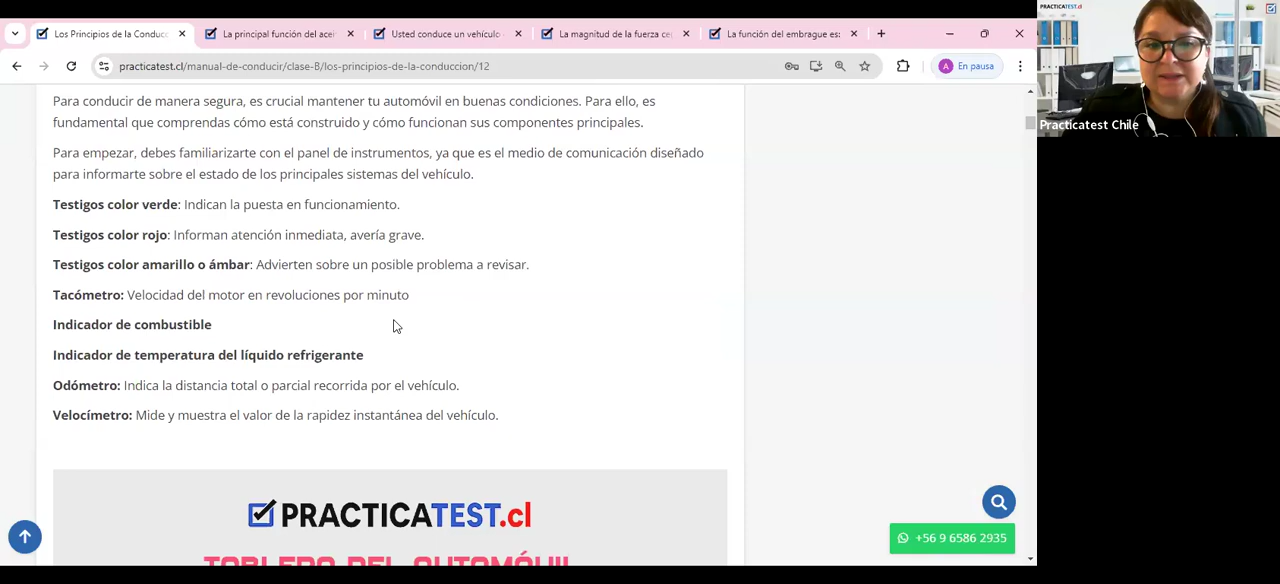 PRACTICATEST.cl
Los Principios de la Conducc
La principal función del acei
Usted conduce un vehículo
La magnitud de la fuerza ce
La función del embrague es:
practicatest.cl/manual-de-conducir/clase-B/los-principios-de-la-conduccion/12
A
En pausa
Practicatest Chile
Para conducir de manera segura, es crucial mantener tu automóvil en buenas condiciones. Para ello, es
fundamental que comprendas cómo está construido y cómo funcionan sus componentes principales.
Para empezar, debes familiarizarte con el panel de instrumentos, ya que es el medio de comunicación diseñado
para informarte sobre el estado de los principales sistemas del vehículo.
Testigos color verde: Indican la puesta en funcionamiento.
Testigos color rojo: Informan atención inmediata, avería grave.
Testigos color amarillo o ámbar: Advierten sobre un posible problema a revisar.
Tacómetro: Velocidad del motor en revoluciones por minuto
Indicador de combustible
Indicador de temperatura del líquido refrigerante
Odómetro: Indica la distancia total o parcial recorrida por el vehículo.
Velocímetro: Mide y muestra el valor de la rapidez instantánea del vehículo.
PRACTICATEST.cl
TABLERO DEL AUTOMÓVIL
+56 9 6586 2935